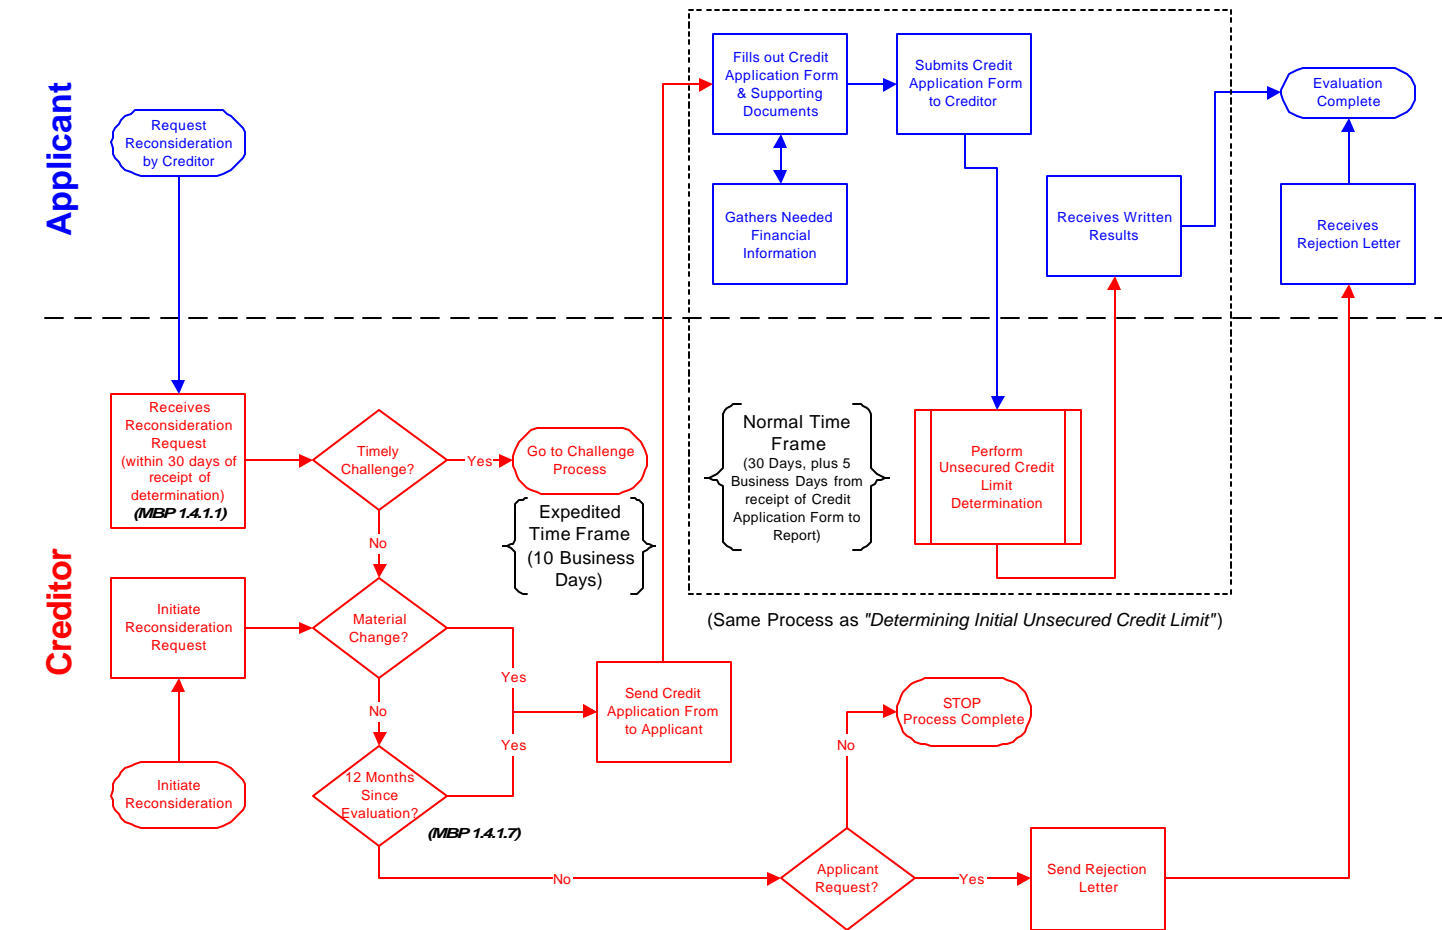 Applicant
Request
Reconsideration
by Creditor
Fills out Credit
Application Form
& Supporting
Documents
Submits Credit
Application Form
to Creditor
Evaluation
Complete
Gathers Needed
Financial
Information
Receives Written
Results
Receives
Rejection Letter
Creditor
Receives
Reconsideration
Request
(within 30 days of
receipt of
determination)
(MBP 1.4.1.1)
Timely
Challenge?
Yes
Go to Challenge
Process
Expedited
Time Frame
(10 Business
Days)
Normal Time
Frame
(30 Days, plus 5
Business Days from
receipt of Credit
Application Form to
Report)
Perform
Unsecured Credit
Limit
Determination
No
Initiate
Reconsideration
Request
Material
Change?
(Same Process as "Determining Initial Unsecured Credit Limit")
Yes
No
Send Credit
Application From
to Applicant
STOP
Process Complete
Yes
No
Initiate
Reconsideration
12 Months
Since
Evaluation?
(MBP 1.4.1.7)
No
Applicant
Request?
Yes
Send Rejection
Letter